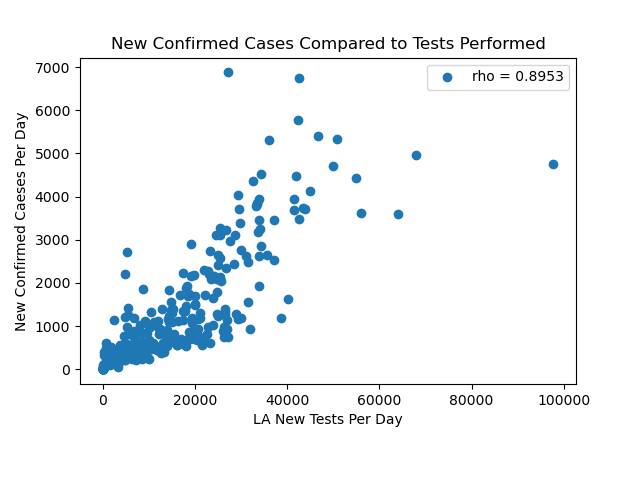 New Confirmed Cases Compared to Tests Performed
rho = 0.8953
7000
6000
5000
4000
3000
2000
1000
0
New Confirmed Caeses Per Day
0 20000 40000 60000 80000 100000
LA New Tests Per Day